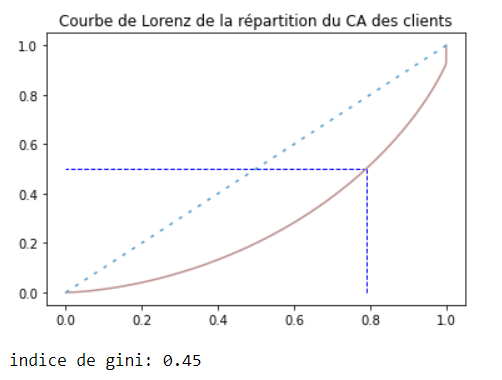 Courbe de Lorenz de la répartition du CA des clients
1.0
0.8
0.6
0.4
0.2
0.0
0.0 0.2 0.4 0.6 0.8 1.0
indice de gini: 0.45